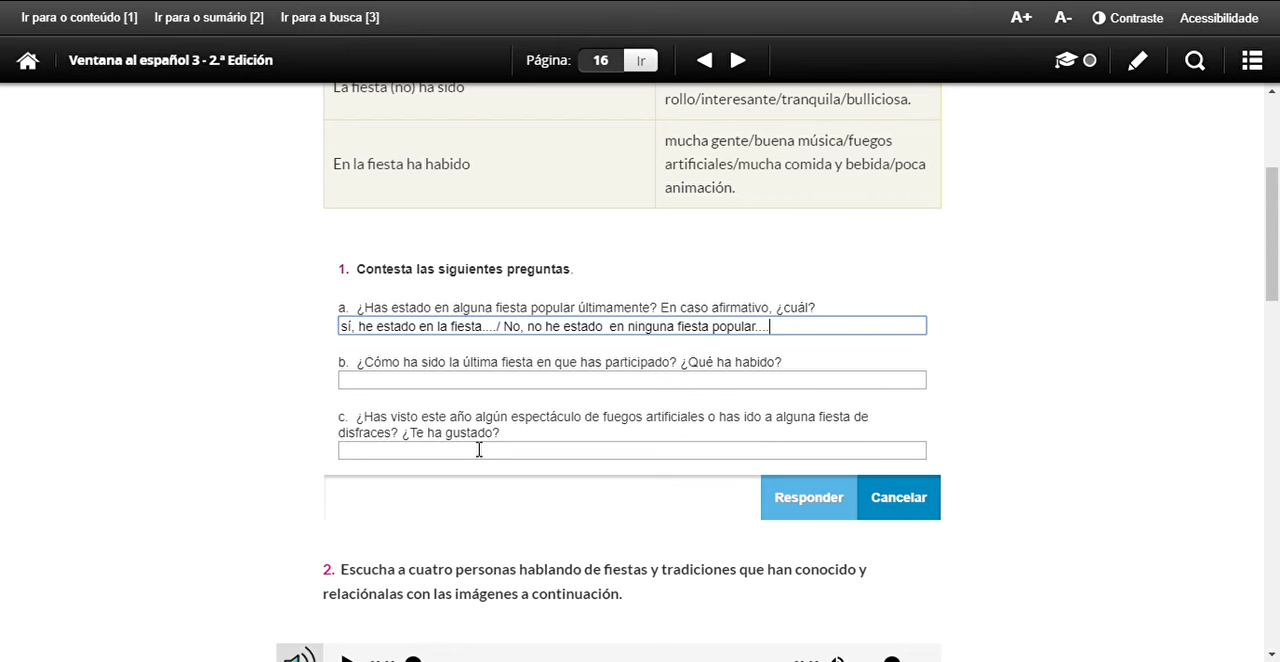 Ir para o conteúdo [1] Ir para o sumário [2] Ir para a busca [3] A+ A- Contraste Acessibilidade
Ventana al español 3 - 2.ª Edición Página: 16 Ir
La fiesta (no) ha sido
rollo/interesante/tranquila/bulliciosa.
mucha gente/buena música/fuegos
En la fiesta ha habido
artificiales/mucha comida y bebida/poca
animación.
1. Contesta las siguientes preguntas.
a. ¿Has estado en alguna fiesta popular últimamente? En caso afirmativo, ¿cuál?
sí, he estado en la fiesta..../ No, no he estado en ninguna fiesta popular....
b. ¿Cómo ha sido la última fiesta en que has participado? ¿Qué ha habido?
c. ¿Has visto este año algún espectáculo de fuegos artificiales o has ido a alguna fiesta de
disfraces? ¿Te ha gustado?
Responder Cancelar
2. Escucha a cuatro personas hablando de fiestas y tradiciones que han conocido y
relaciónalas con las imágenes a continuación.